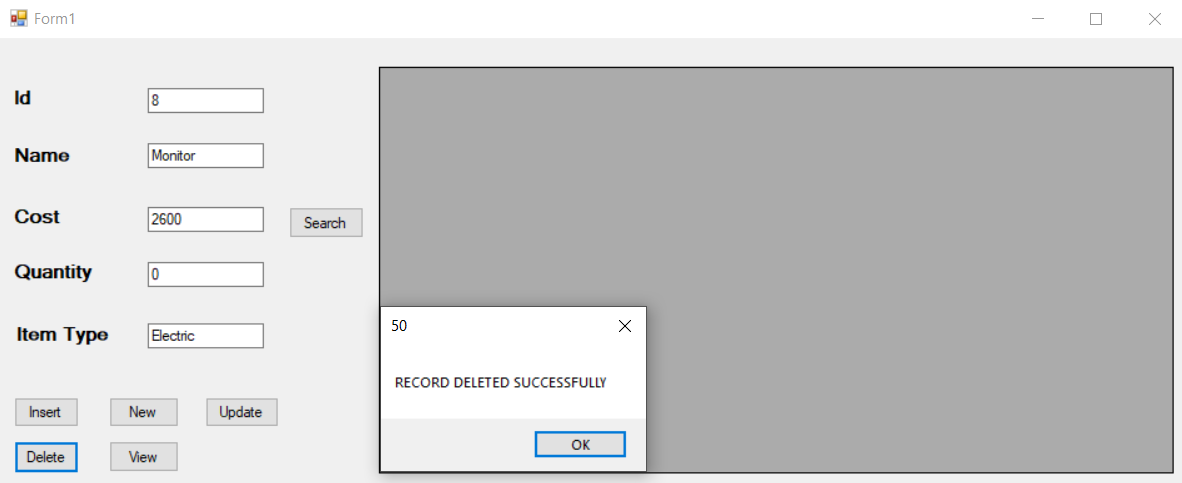 Form1
Id
8
Name
Monitor
Cost
2600
Search
Quantity
0
Item Type
Electric
50
RECORD DELETED SUCCESSFULLY
OK
Insert New Update
Delete View